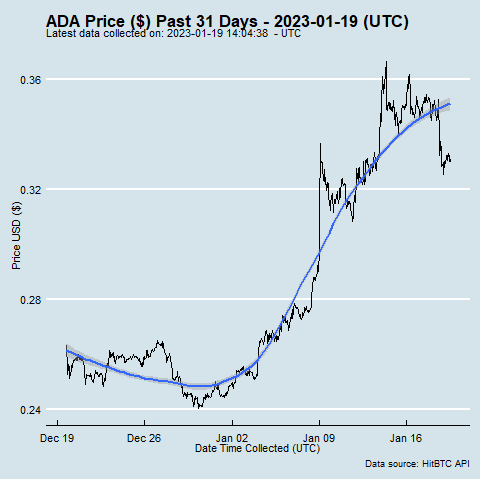 ADA Price ($) Past 31 Days - 2023-01-19 (UTC)
Latest data collected on: 2023-01-19 14:04:38 - UTC
0.36
0.32
0.28
0.24
Price USD ($)
Dec 19
Dec 26
Jan 02
Jan 09
Jan 16
Date Time Collected (UTC)
Data source: HitBTC API